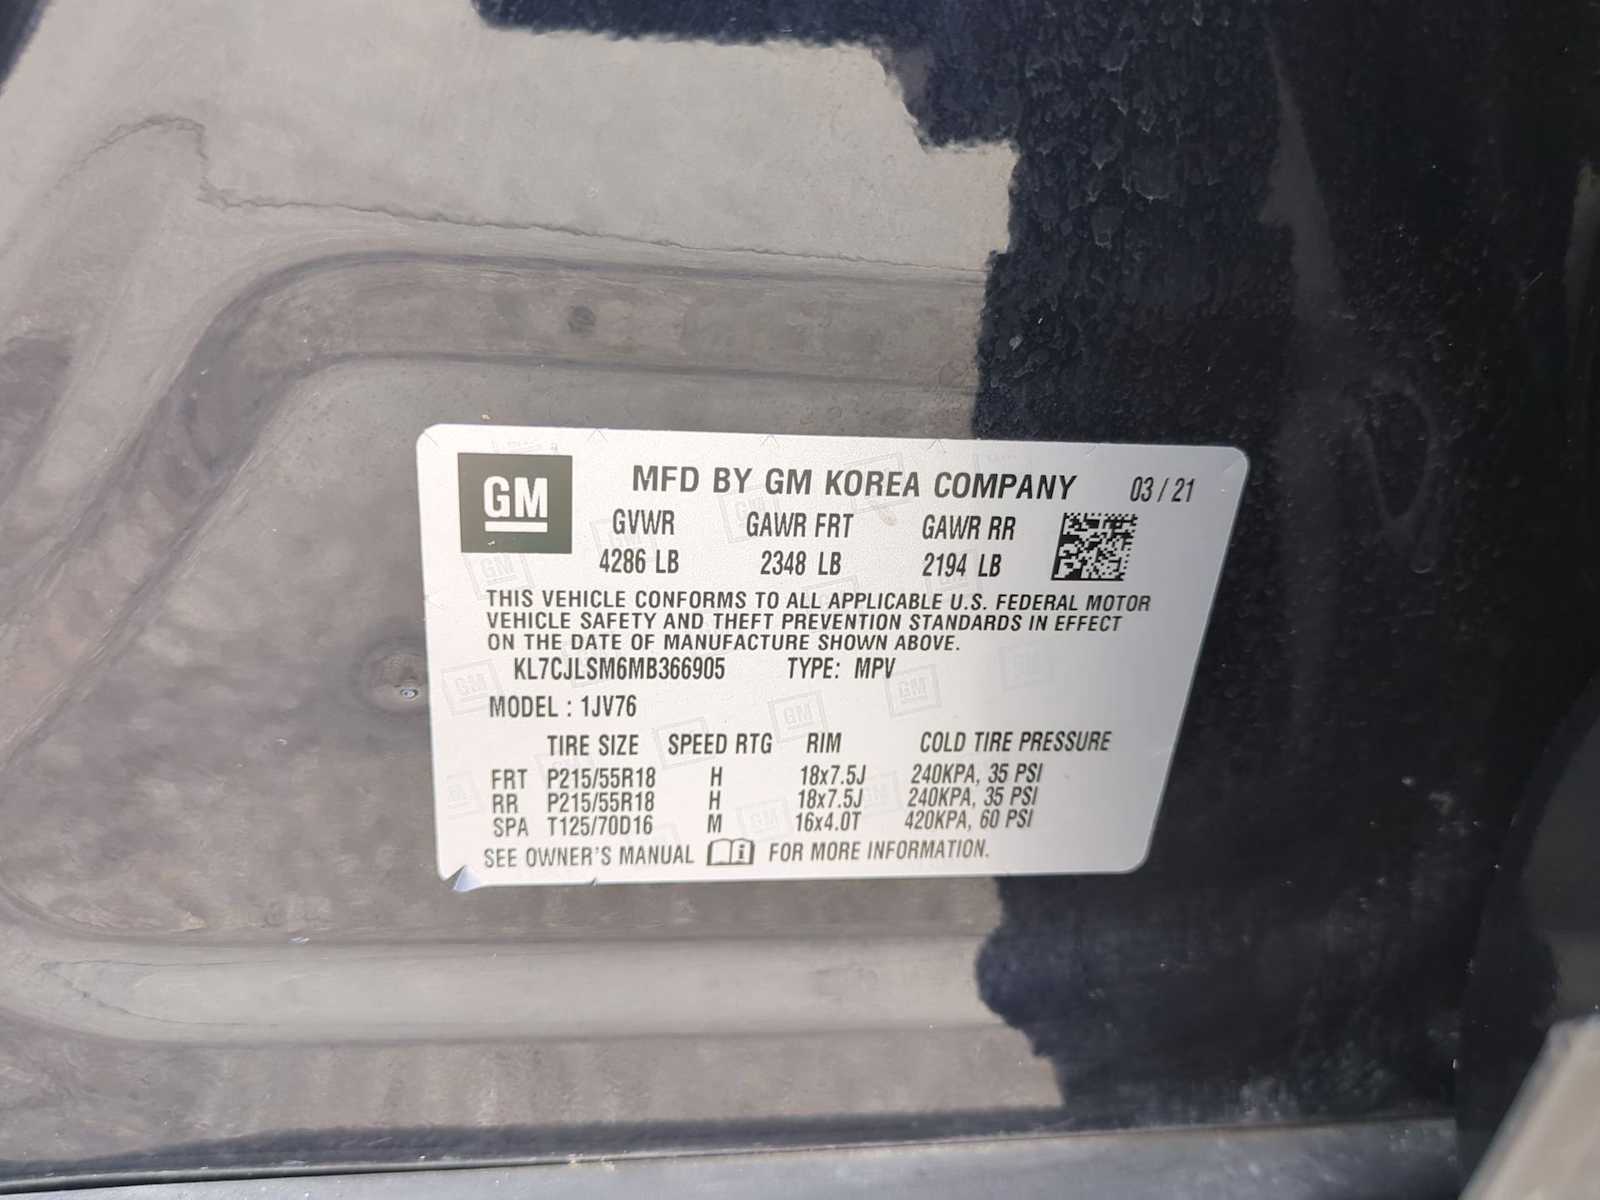 GM
MFD BY GM KOREA COMPANY 03 / 21
GVWR GAWR FRT GAWR RR
4286 LB 2348 LB 2194 LB
THIS VEHICLE CONFORMS TO ALL APPLICABLE U.S. FEDERAL MOTOR
VEHICLE SAFETY AND THEFT PREVENTION STANDARDS IN EFFECT
ON THE DATE OF MANUFACTURE SHOWN ABOVE.
KL7CJLSM6MB366905 TYPE: MPV
MODEL : 1JV76
TIRE SIZE SPEED RTG RIM COLD TIRE PRESSURE
FRT P215/55R18 H 18x7.5J 240KPA, 35 PSI
RR P215/55R18 H 18x7.5J 240KPA, 35 PSI
SPA T125/70D16 M 16x4.0T 420KPA, 60 PSI
SEE OWNER'S MANUAL FOR MORE INFORMATION.